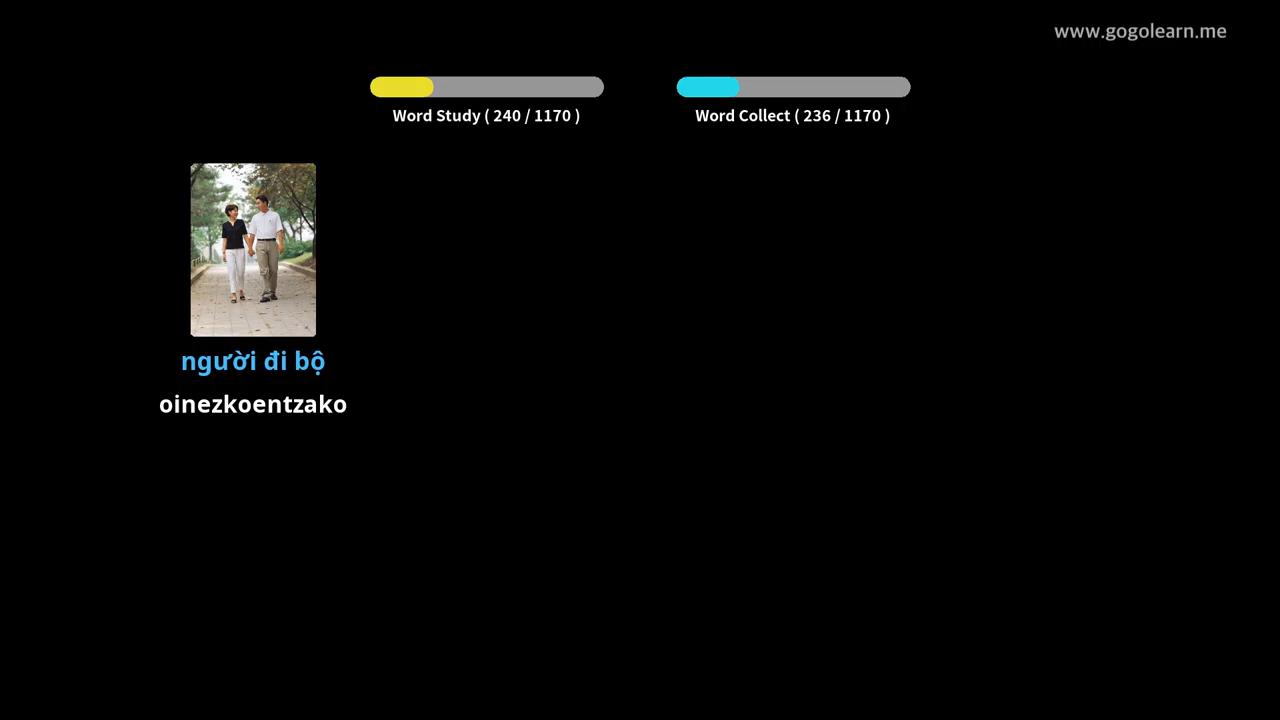 www.gogolearn.me
Word Study ( 240 / 1170 )
Word Collect ( 236 / 1170 )
người đi bộ
oinezkoentzako